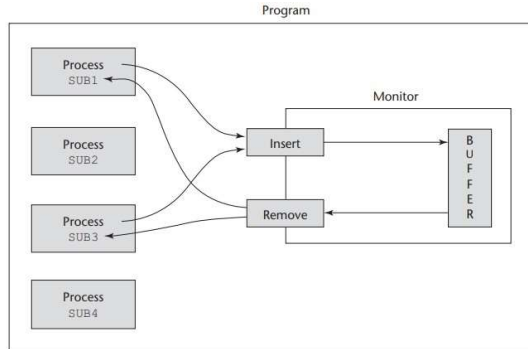 Program
Process
SUB1
Monitor
Insert
B
U
F
F
E
R
Process
SUB2
Process
SUB3
Remove
Process
SUB4